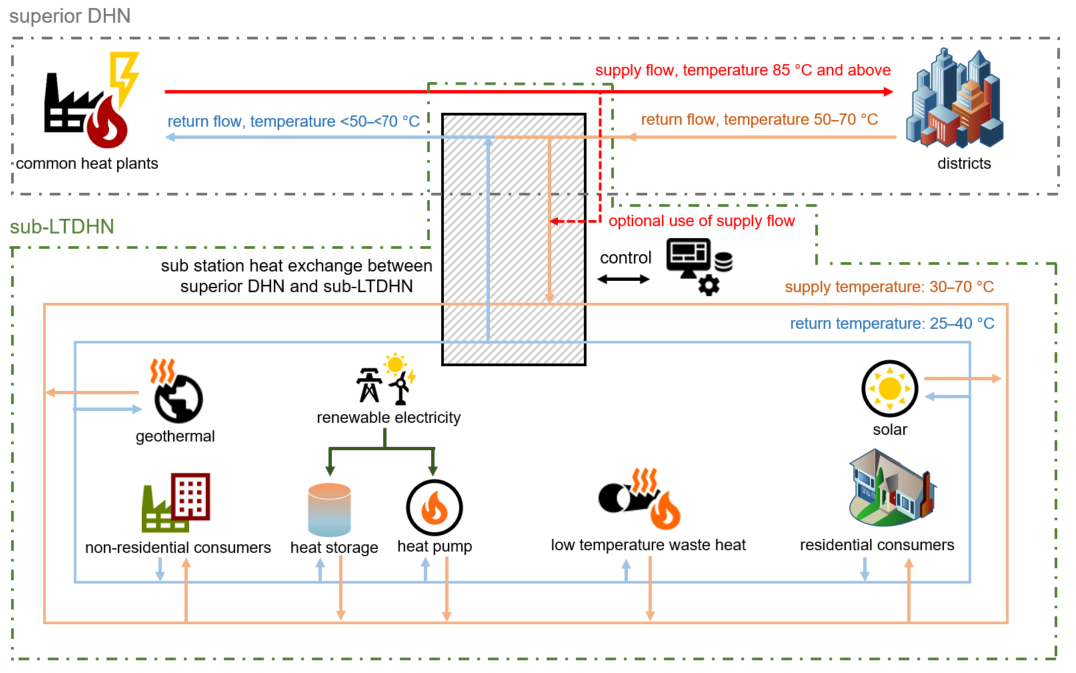 superior DHN
supply flow, temperature 85 °C and above
return flow, temperature <50–<70 °C
return flow, temperature 50–70 °C
common heat plants
districts
optional use of supply flow
sub-LTDHN
control
sub station heat exchange between
superior DHN and sub-LTDHN
supply temperature: 30–70 °C
return temperature: 25–40 °C
geothermal
renewable electricity
solar
non-residential consumers
heat storage
heat pump
low temperature waste heat
residential consumers